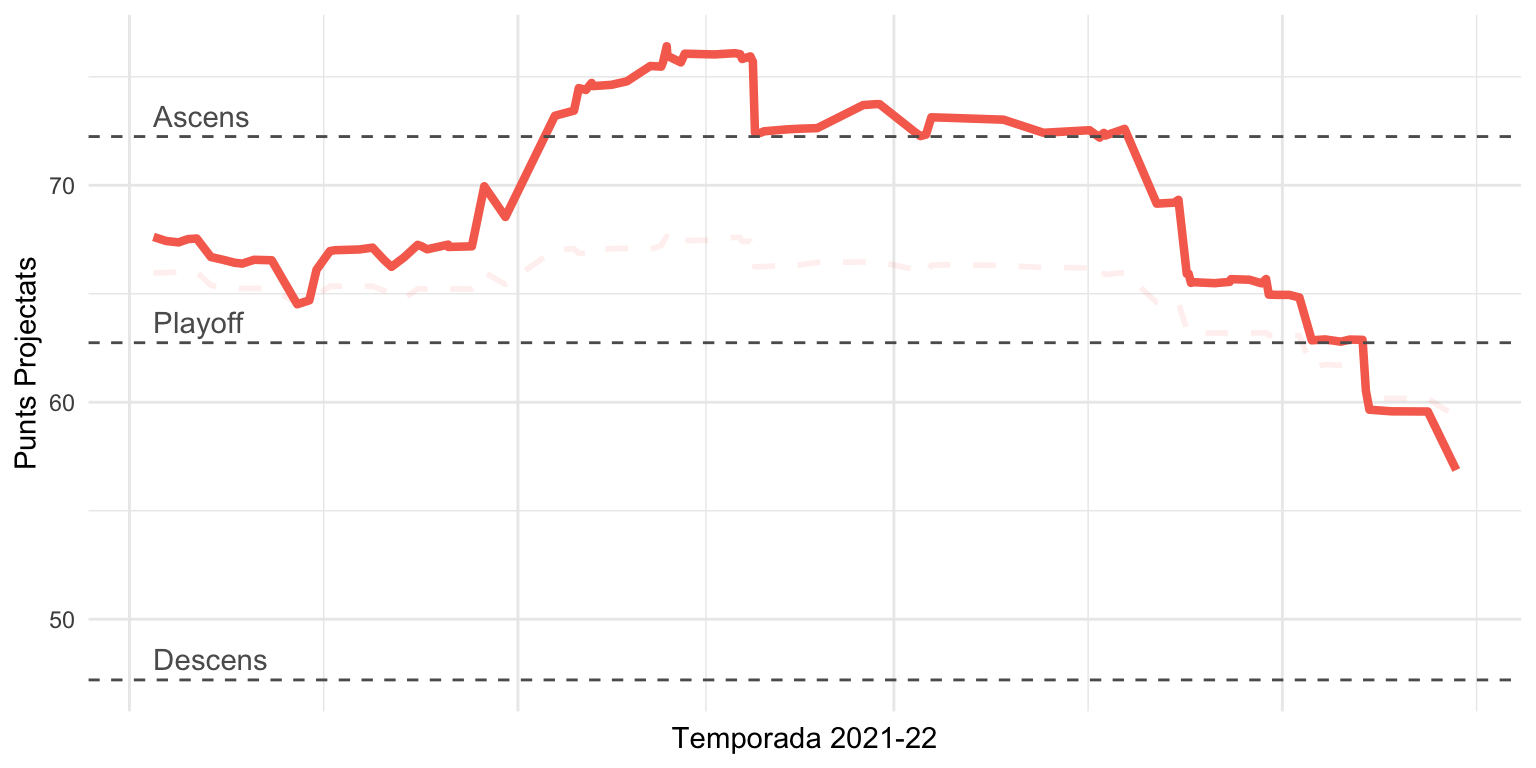 Ascens
70
Playoff
60
50
Descens
Punts Projectats
Temporada 2021-22